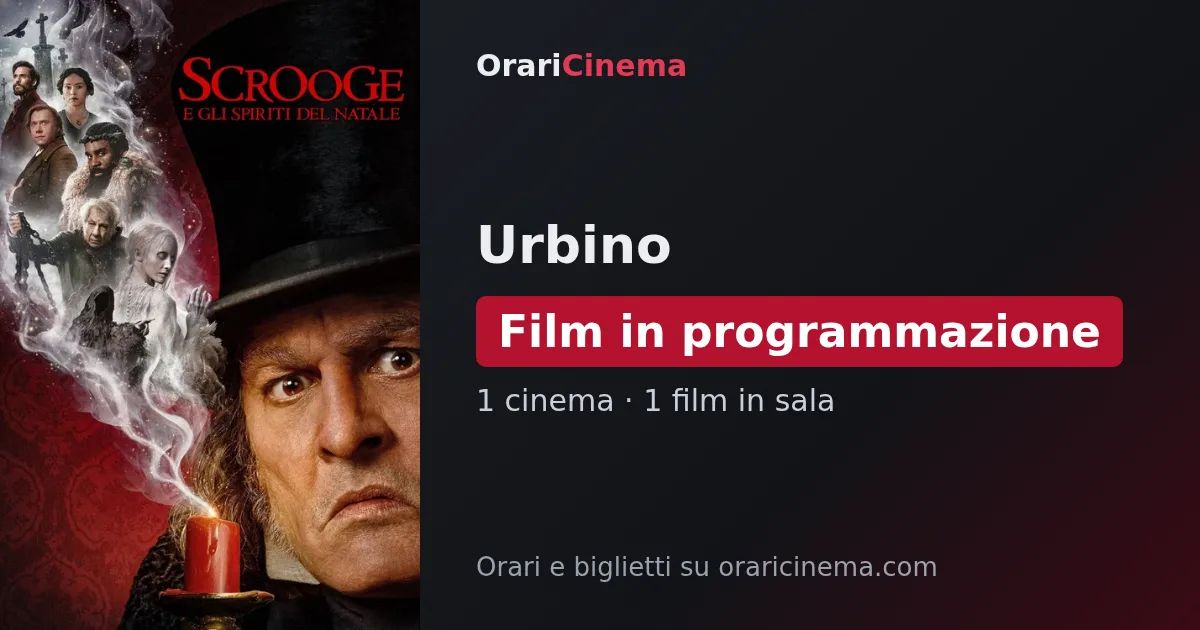 SCROOGE
E GLI SPIRITI DEL NATALE
OrariCinema
Urbino
Film in programmazione
1 cinema · 1 film in sala
Orari e biglietti su oraricinema.com